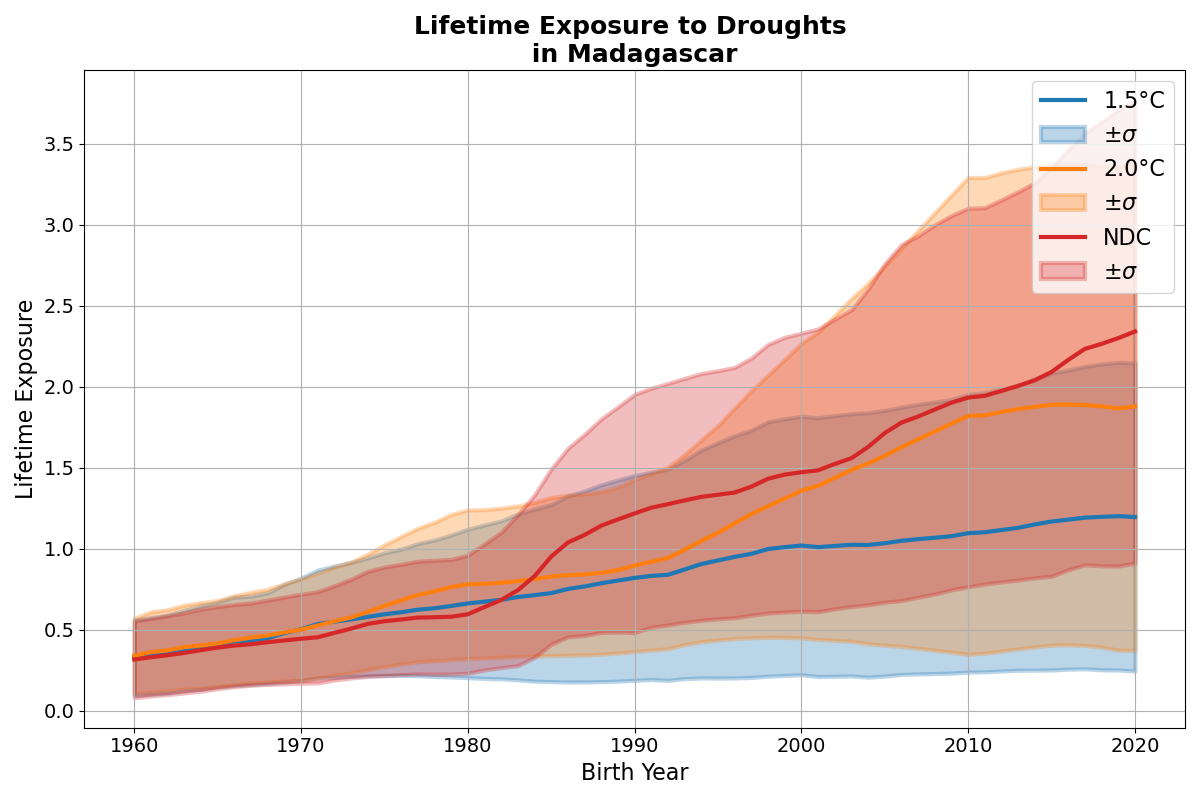 Lifetime Exposure to Droughts
in Madagascar
1.5°C
±σ
2.0°C
±σ
NDC
±σ
3.5
3.0
2.5
2.0
1.5
1.0
0.5
0.0
Lifetime Exposure
1960 1970 1980 1990 2000 2010 2020
Birth Year